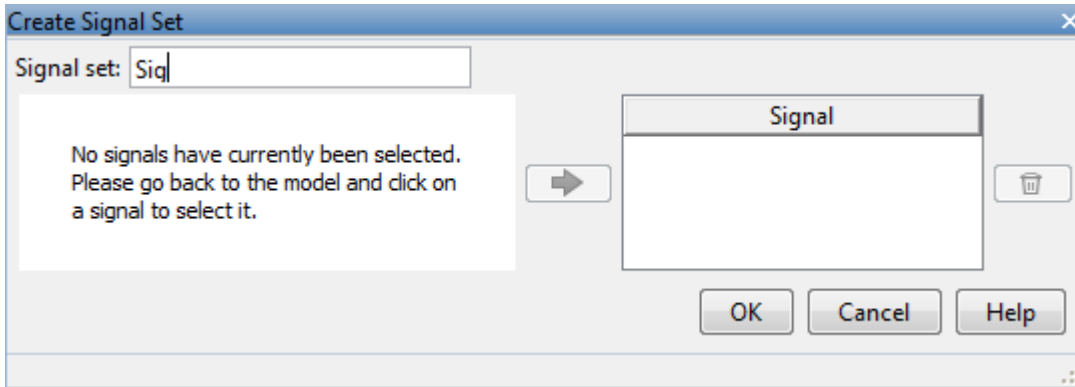 Create Signal Set
Signal set: Sig
Signal
No signals have currently been selected.
Please go back to the model and click on
a signal to select it.
OK Cancel Help